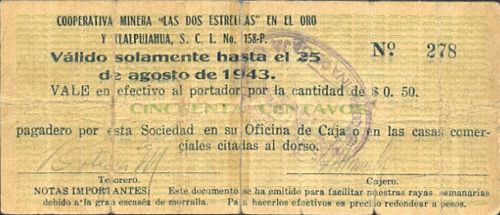 COOPERATIVA MINERA "LAS DOS ESTRELLAS" EN EL ORO
Y TLALPUJAHUA, S. C. L. No. 158-P.
Válido solamente hasta el 25
de agosto de 1943.
Nº 278
VALE en efectivo al portador por la cantidad de $ 0.50.
CINCUENTA CENTAVOS
pagadero por esta Sociedad en su Oficina de Caja o en las casas comer-
ciales citadas al dorso.
Tesorero.
Cajero.
NOTAS IMPORTANTES: Este documento se ha emitido para facilitar nuestras rayas semanarias
debido a la gran escaséz de morralla. Para hacerlos efectivos es preciso redondear a pesos.